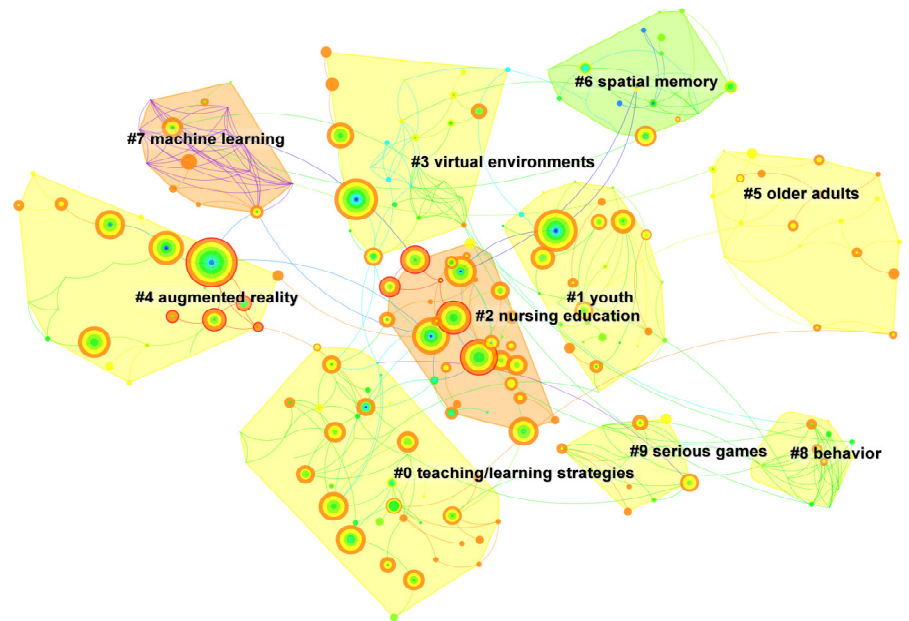 #6 spatial memory
#7 machine learning
#3 virtual environments
#5 older adults
#4 augmented reality
#1 youth
#2 nursing education
#9 serious games
#8 behavior
#0 teaching/learning strategies